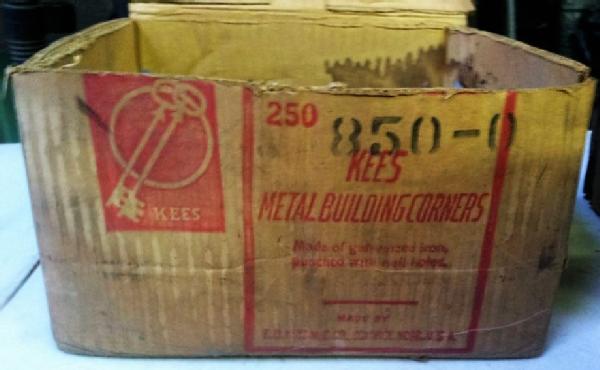 KEES
250
850-0
KEES
METAL BUILDING CORNERS
Made of galvanized iron,
punched with nail holes.
MADE BY